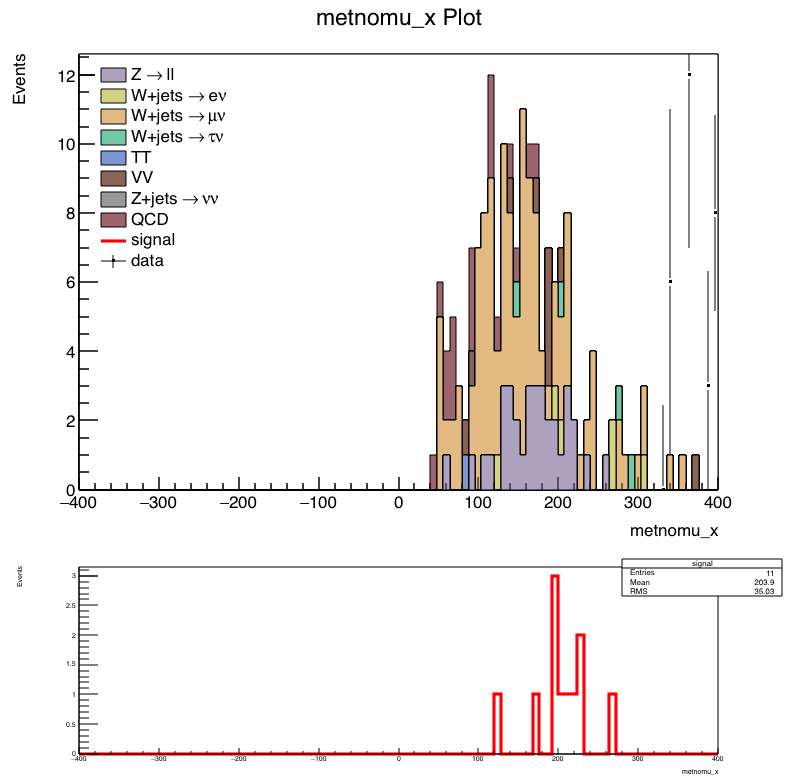 metnomu_x Plot
Events
12
10
8
6
4
2
0
Z → ll
W+jets → eν
W+jets → μν
W+jets → τν
TT
VV
Z+jets → νν
QCD
signal
data
−400 −300 −200 −100 0 100 200 300 400
metnomu_x
Events
3
2.5
2
1.5
1
0.5
0
signal
Entries 11
Mean 203.9
RMS 35.03
−400 −300 −200 −100 0 100 200 300 400
metnomu_x